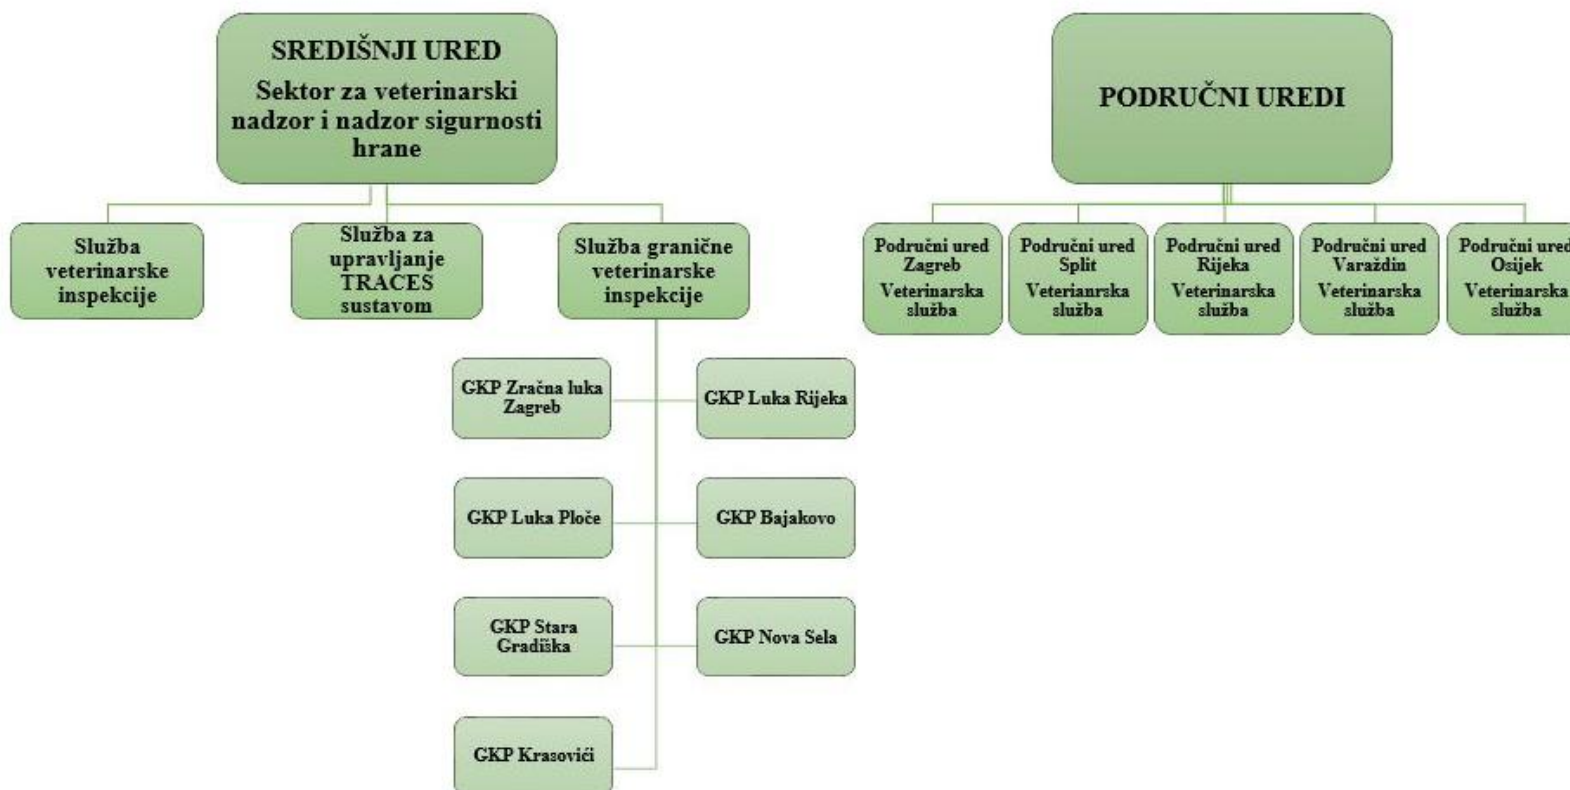 SREDIŠNJI URED
Sektor za veterinarski
nadzor i nadzor sigurnosti
hrane
PODRUČNI UREDI
Služba
veterinarske
inspekcije
Služba za
upravljanje
TRACES
sustavom
Služba granične
veterinarske
inspekcije
Područni ured
Zagreb
Veterinarska
služba
Područni ured
Split
Veterianrska
služba
Područni ured
Rijeka
Veterinarska
služba
Područni ured
Varaždin
Veterinarska
služba
Područni ured
Osijek
Veterinarska
služba
GKP Zračna luka
Zagreb
GKP Luka Rijeka
GKP Luka Ploče
GKP Bajakovo
GKP Stara
Gradiška
GKP Nova Sela
GKP Krasovići